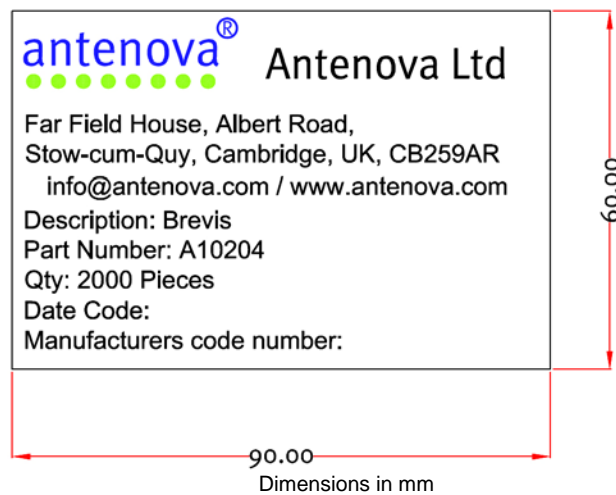 antenova®
Antenova Ltd
Far Field House, Albert Road,
Stow-cum-Quy, Cambridge, UK, CB259AR
info@antenova.com / www.antenova.com
Description: Brevis
Part Number: A10204
Qty: 2000 Pieces
Date Code:
Manufacturers code number:
60.00
90.00
Dimensions in mm